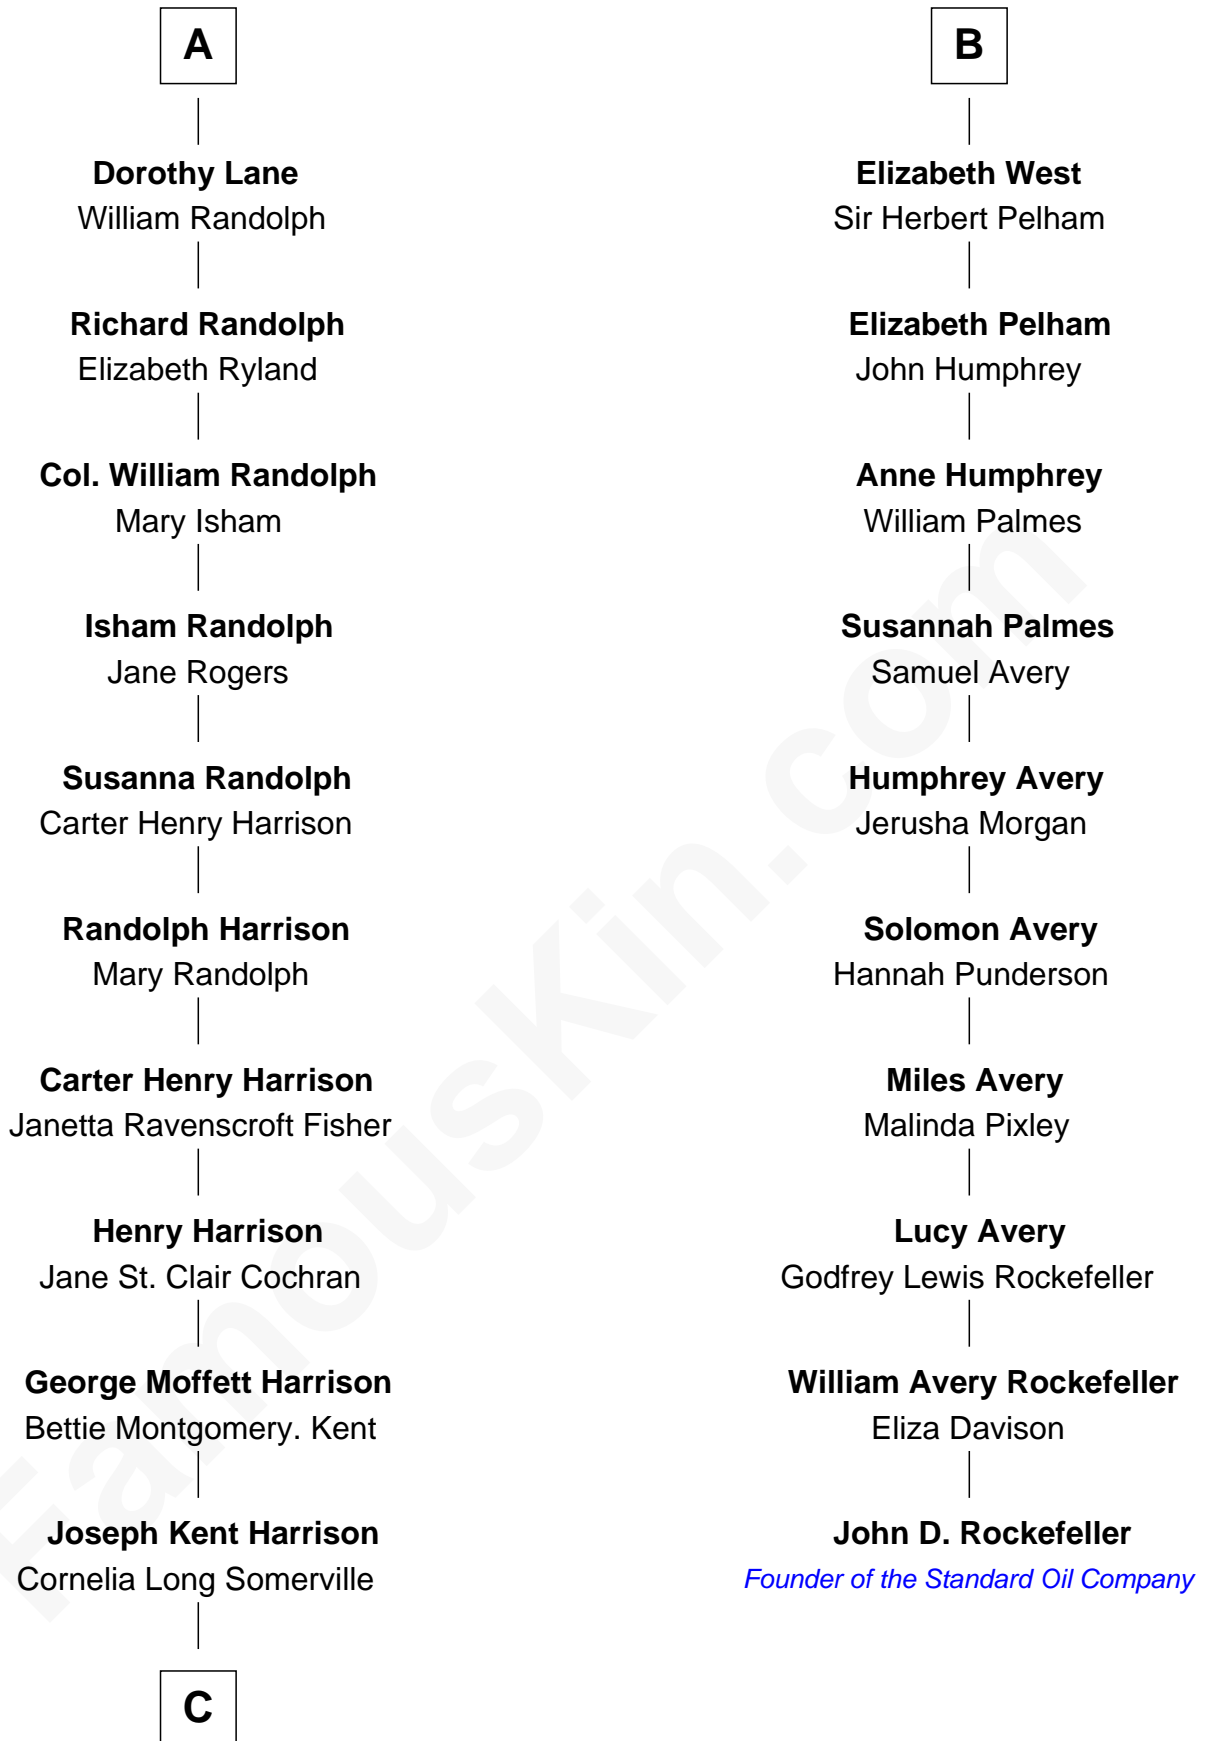 A
Dorothy Lane
William Randolph
Richard Randolph
Elizabeth Ryland
Col. William Randolph
Mary Isham
Isham Randolph
Jane Rogers
Susanna Randolph
Carter Henry Harrison
Randolph Harrison
Mary Randolph
Carter Henry Harrison
Janetta Ravenscroft Fisher
Henry Harrison
Jane St. Clair Cochran
George Moffett Harrison
Bettie Montgomery. Kent
Joseph Kent Harrison
Cornelia Long Somerville
C
B
Elizabeth West
Sir Herbert Pelham
Elizabeth Pelham
John Humphrey
Anne Humphrey
William Palmes
Susannah Palmes
Samuel Avery
Humphrey Avery
Jerusha Morgan
Solomon Avery
Hannah Punderson
Miles Avery
Malinda Pixley
Lucy Avery
Godfrey Lewis Rockefeller
William Avery Rockefeller
Eliza Davison
John D. Rockefeller
Founder of the Standard Oil Company
FamousKin.com